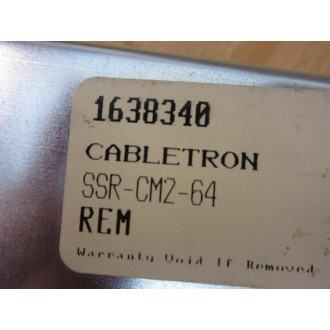 1638340
CABLETRON
SSR-CM2-64
REM
Warranty Void If Removed